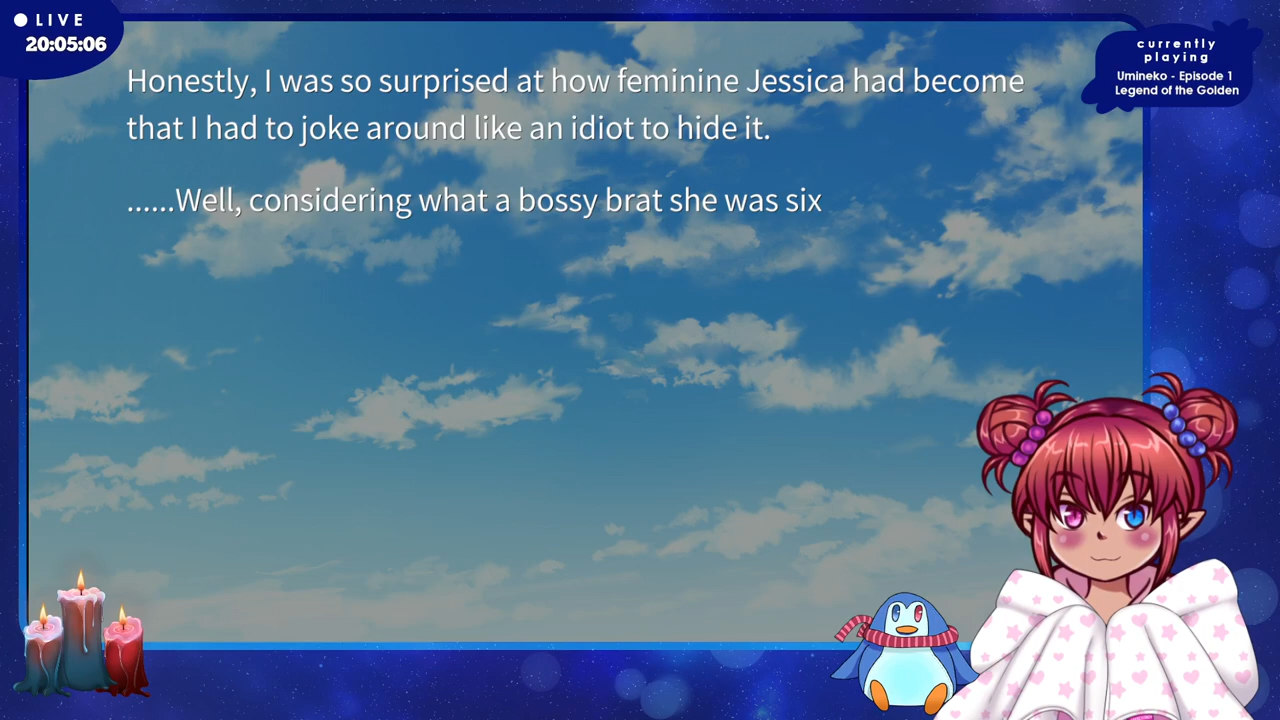 LIVE
20:05:06
currently
playing
Umineko - Episode 1
Legend of the Golden
Honestly, I was so surprised at how feminine Jessica had become
that I had to joke around like an idiot to hide it.
......Well, considering what a bossy brat she was six